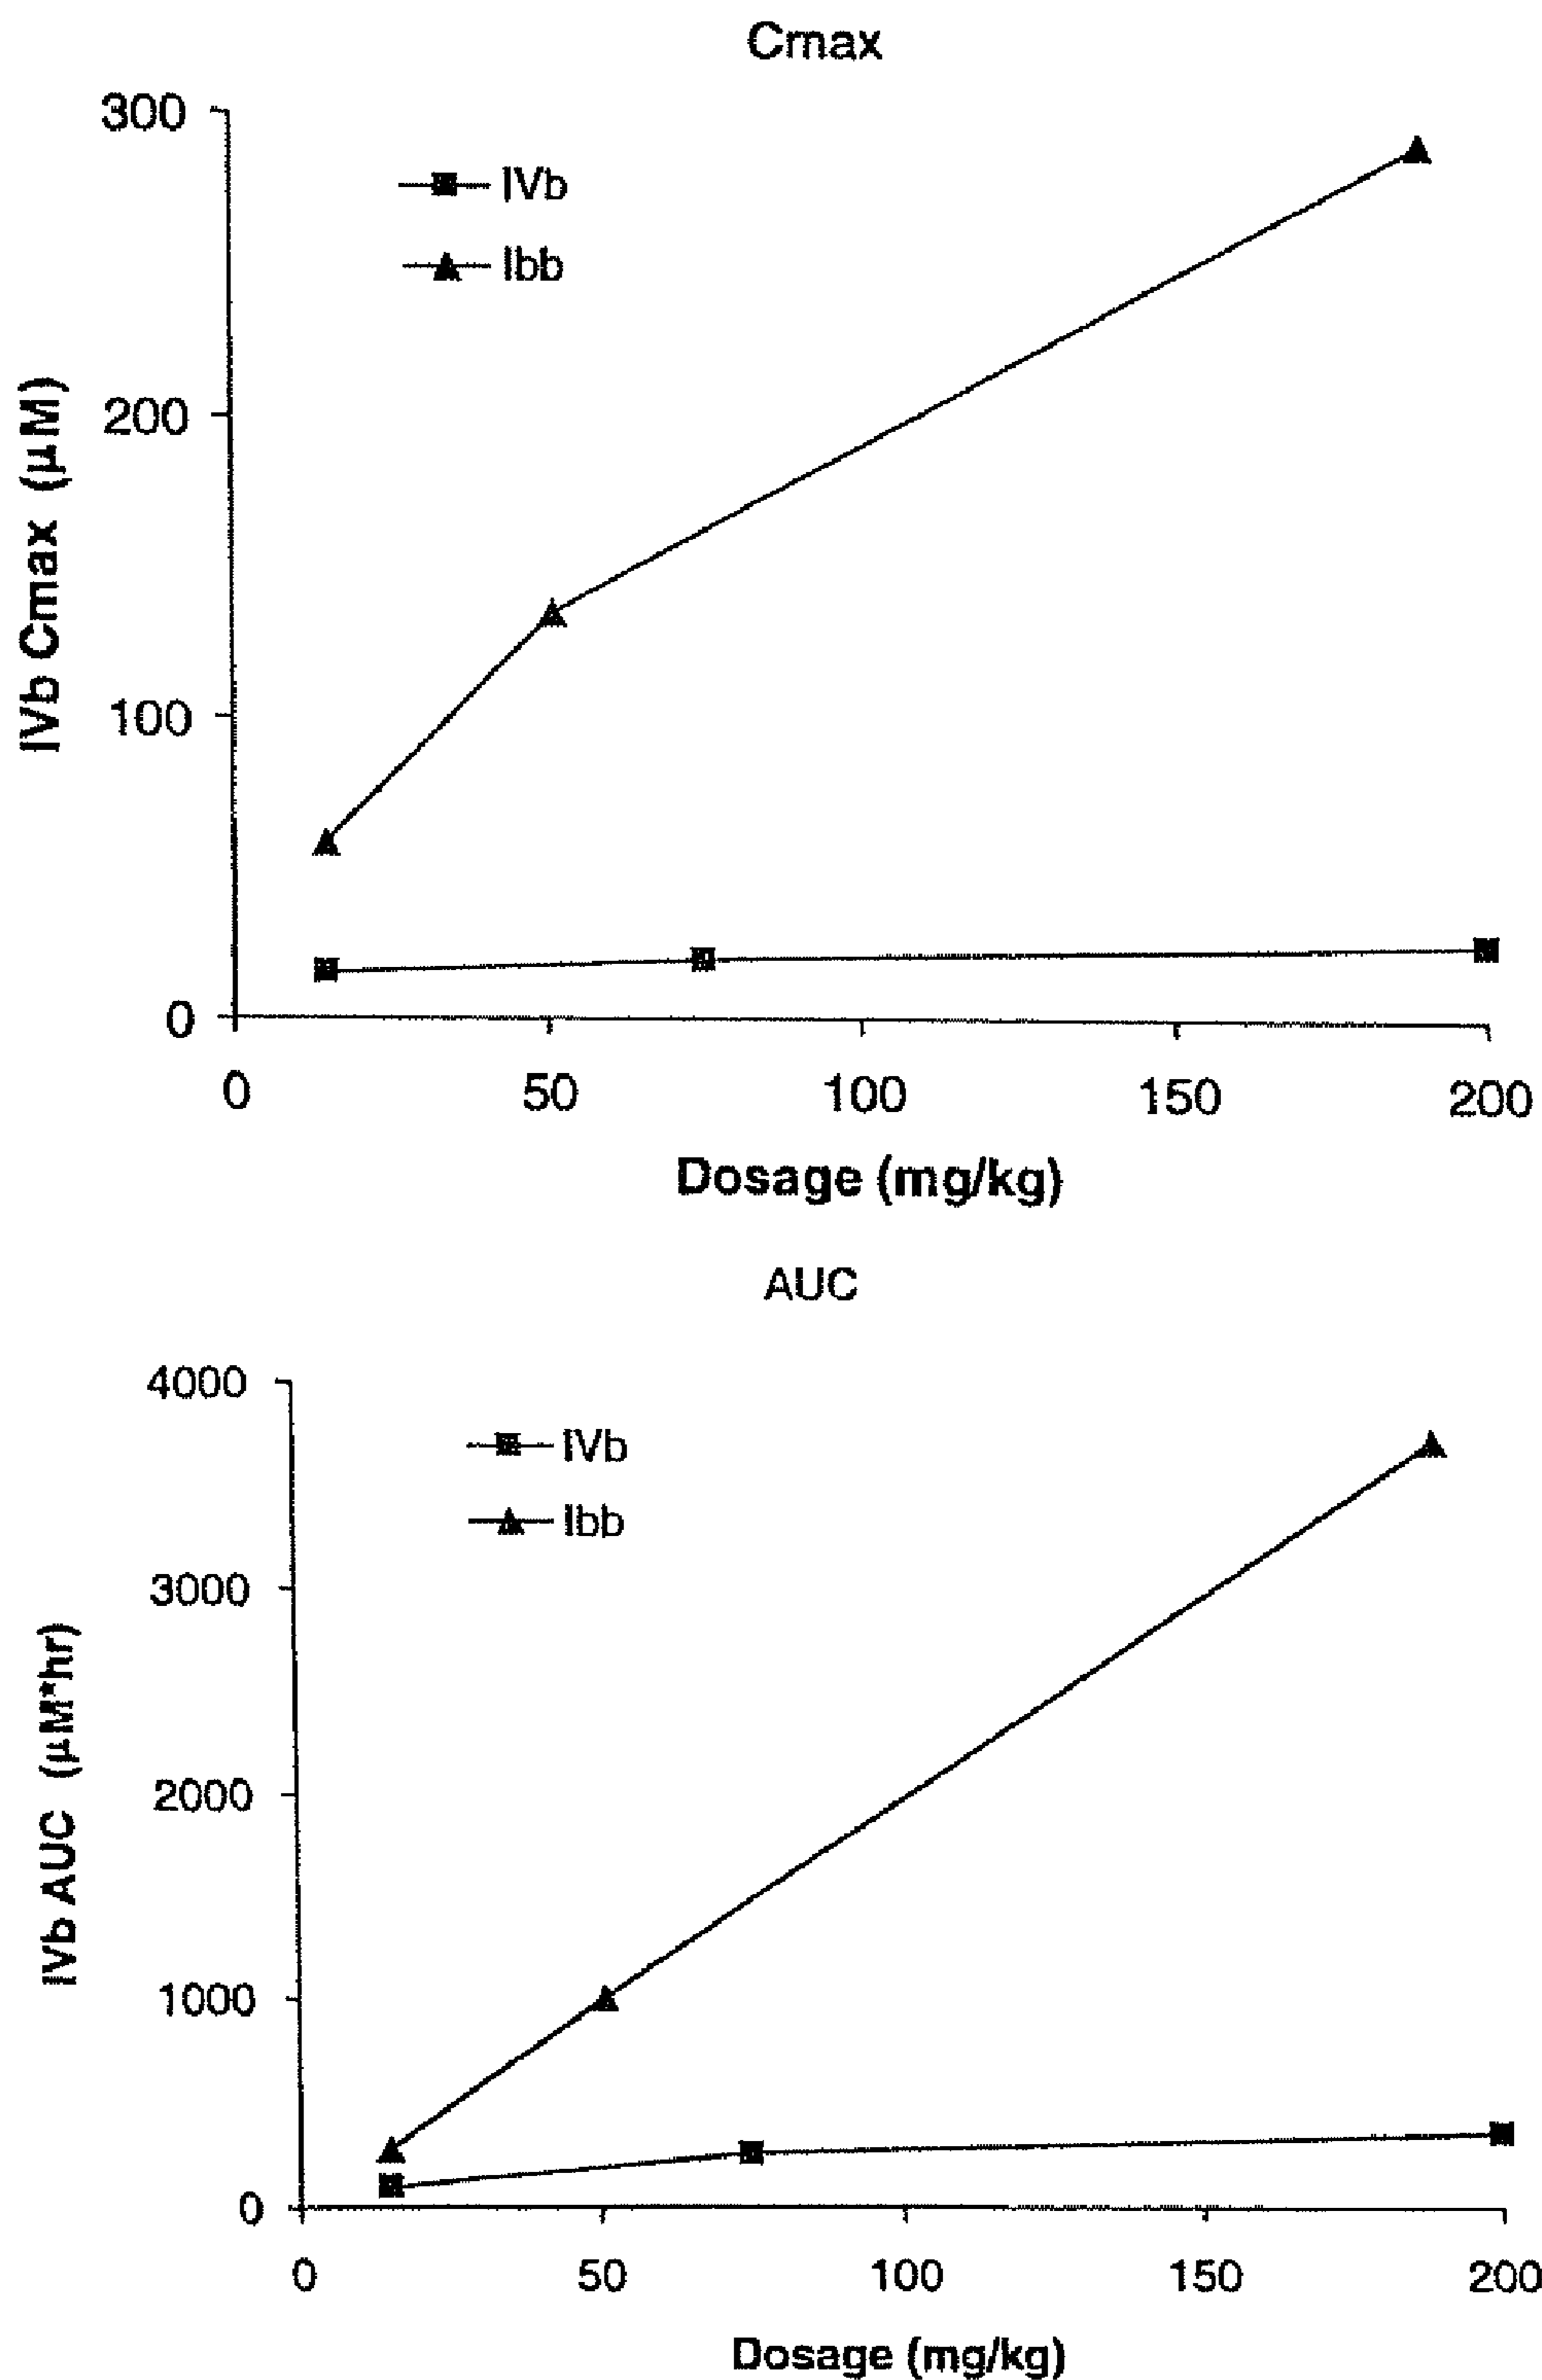 Cmax
300
IVb
Ibb
200
IVb Cmax (µM)
100
0
0 50 100 150 200
Dosage (mg/kg)
AUC
4000
IVb
Ibb
3000
IVb AUC (µM*hr)
2000
1000
0
0 50 100 150 200
Dosage (mg/kg)